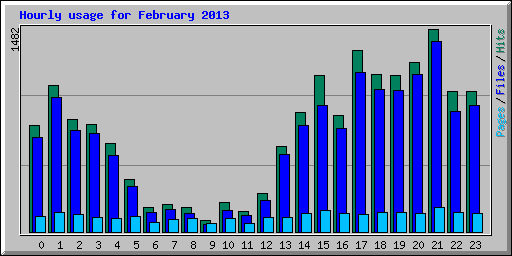 Hourly usage for February 2013
1482
Pages/Files/Hits
0 1 2 3 4 5 6 7 8 9 10 11 12 13 14 15 16 17 18 19 20 21 22 23